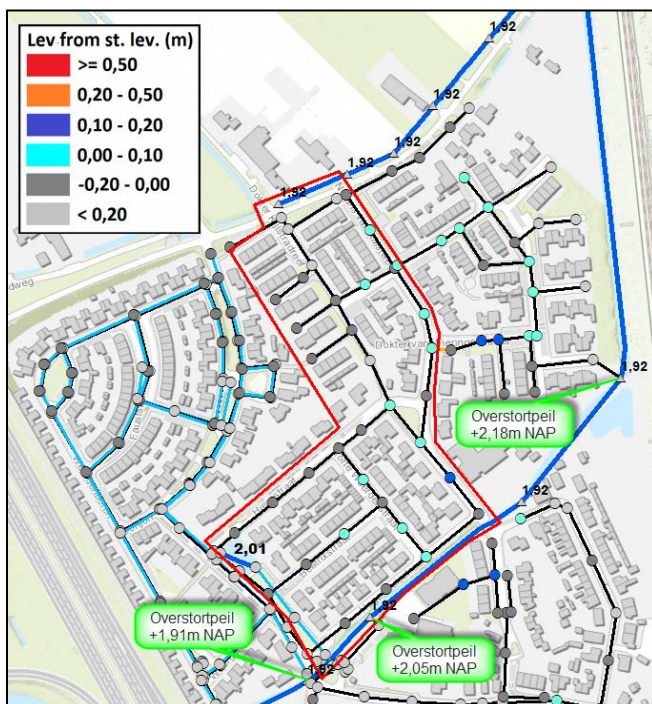 Lev from st. lev. (m)
>= 0,50
0,20 - 0,50
0,10 - 0,20
0,00 - 0,10
-0,20 - 0,00
< 0,20
1,92
1,92
1,92
1,92
1,92
dweg
1,92
Overstortpeil
+2,18m NAP
1,92
2,01
1,92
Overstortpeil
+1,91m NAP
Overstortpeil
+2,05m NAP
1,92